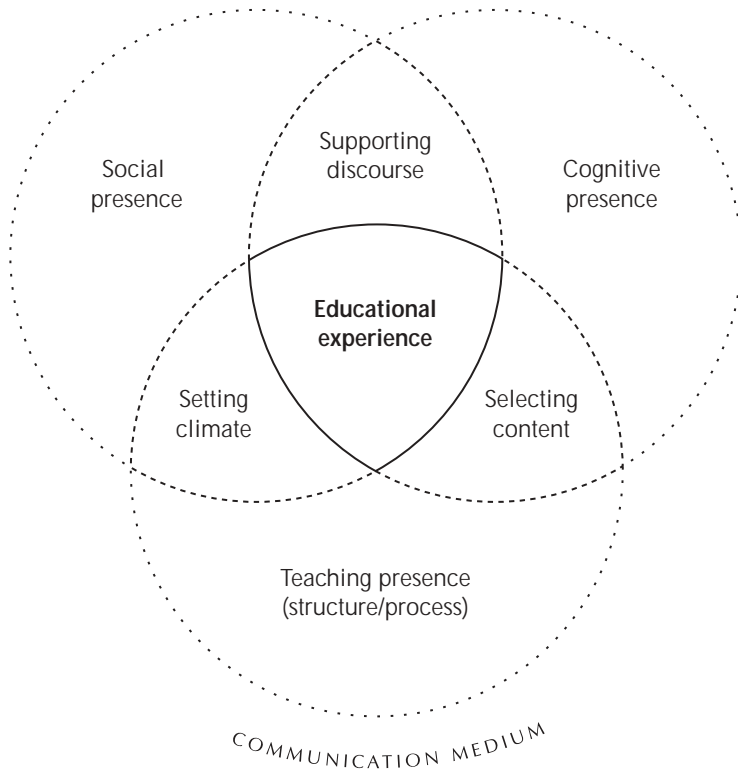 Supporting
discourse
Social
presence
Cognitive
presence
Educational
experience
Setting
climate
Selecting
content
Teaching presence
(structure/process)
COMMUNICATION MEDIUM